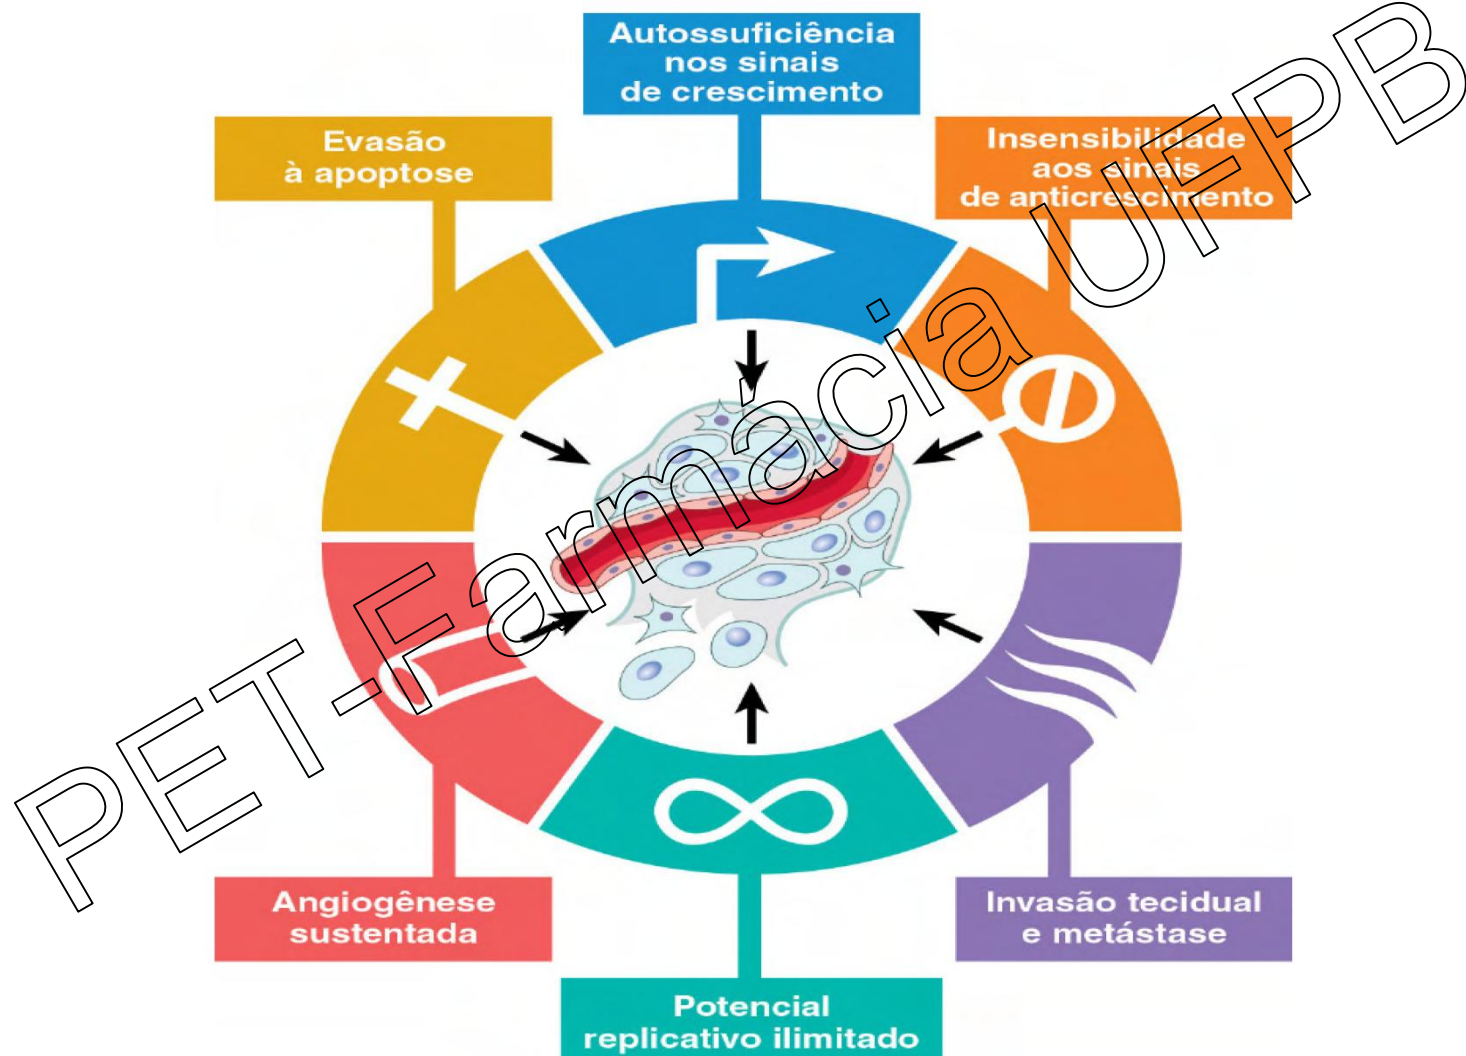 Autossuficiência
nos sinais
de crescimento
Evasão
à apoptose
Insensibilidade
aos sinais
de anticrescimento
PET-Farmácia UFPB
Angiogênese
sustentada
Invasão tecidual
e metástase
Potencial
replicativo ilimitado